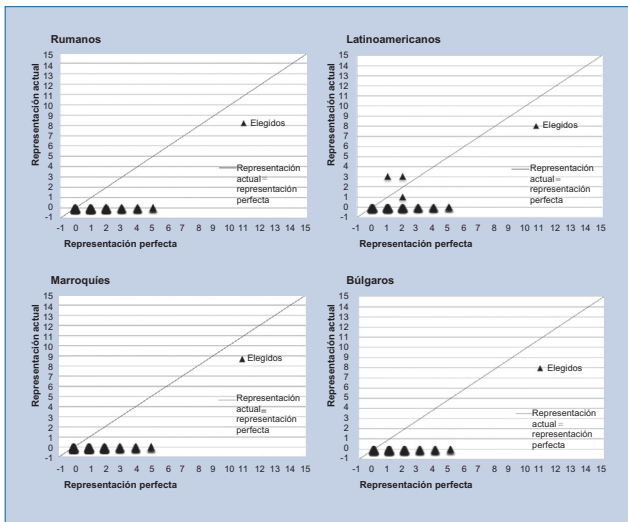 Rumanos
Representación actual
15
14
13
12
11
10
9
8
7
6
5
4
3
2
1
0
-1
Elegidos
Representación
actual=
representación
perfecta
-1 0 1 2 3 4 5 6 7 8 9 10 11 12 13 14 15
Representación perfecta
Latinoamericanos
Representación actual
15
14
13
12
11
10
9
8
7
6
5
4
3
2
1
0
-1
Elegidos
Representación
actual=
representación
perfecta
-1 0 1 2 3 4 5 6 7 8 9 10 11 12 13 14 15
Representación perfecta
Marroquíes
Representación actual
15
14
13
12
11
10
9
8
7
6
5
4
3
2
1
0
-1
Elegidos
Representación
actual=
representación
perfecta
-1 0 1 2 3 4 5 6 7 8 9 10 11 12 13 14 15
Representación perfecta
Búlgaros
Representación actual
15
14
13
12
11
10
9
8
7
6
5
4
3
2
1
0
-1
Elegidos
Representación
actual =
representación
perfecta
-1 0 1 2 3 4 5 6 7 8 9 10 11 12 13 14 15
Representación perfecta